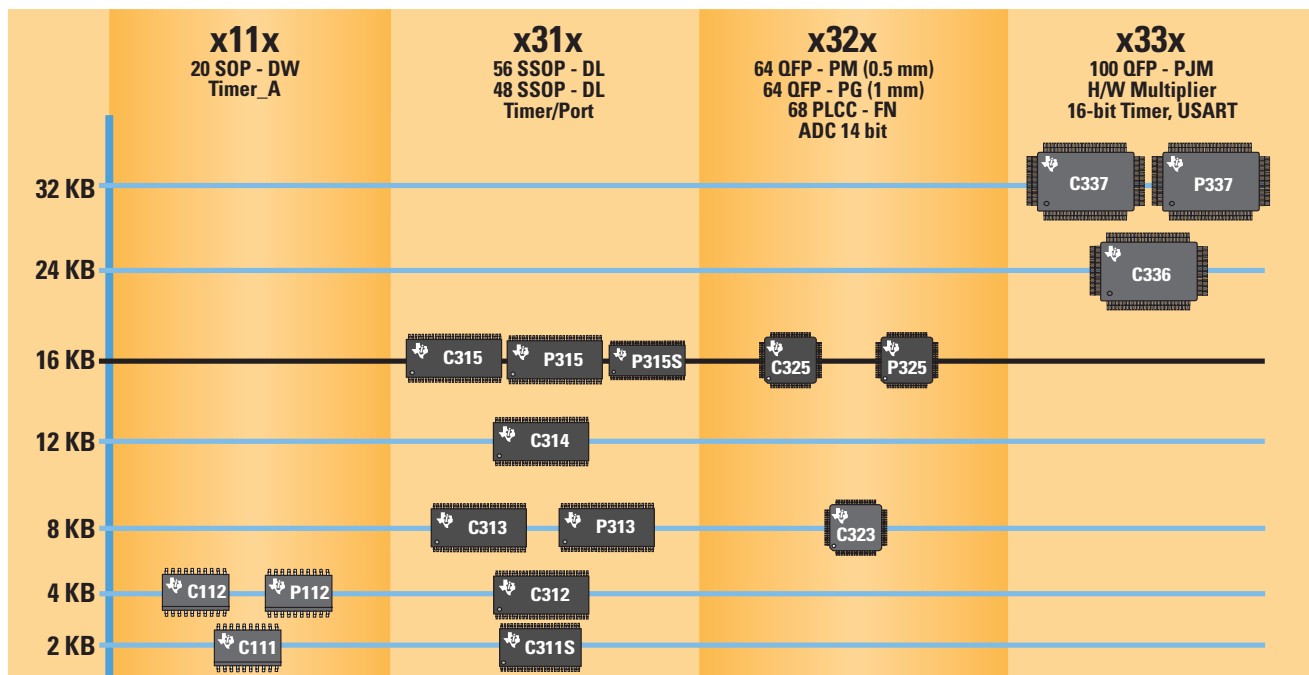 x11x
20 SOP - DW
Timer_A
x31x
56 SSOP - DL
48 SSOP - DL
Timer/Port
x32x
64 QFP - PM (0.5 mm)
64 QFP - PG (1 mm)
68 PLCC - FN
ADC 14 bit
x33x
100 QFP - PJM
H/W Multiplier
16-bit Timer, USART
32 KB
C337
P337
24 KB
C336
16 KB
C315
P315
P315S
C325
P325
12 KB
C314
8 KB
C313
P313
C323
4 KB
C112
P112
C312
2 KB
C111
C311S